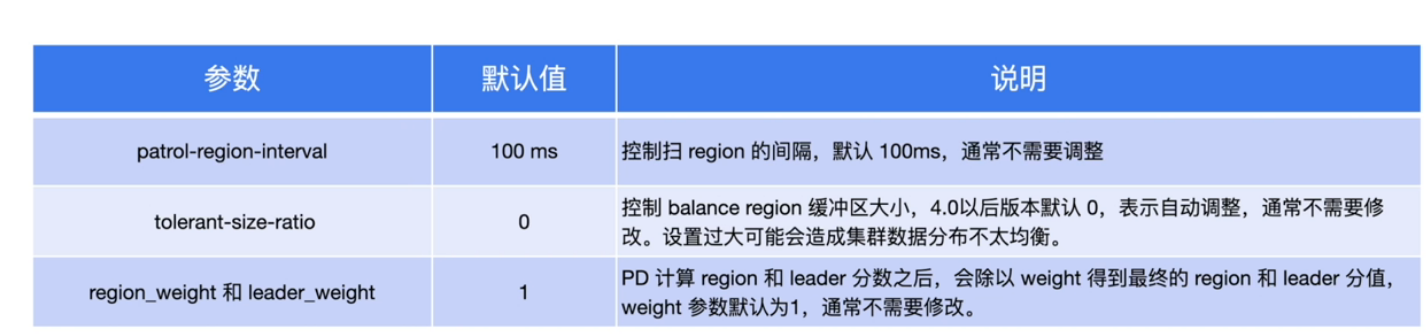 参数 默认值 说明
patrol-region-interval 100 ms 控制扫 region 的间隔，默认 100ms，通常不需要调整
tolerant-size-ratio 0 控制 balance region 缓冲区大小，4.0以后版本默认 0，表示自动调整，通常不需要修
改。设置过大可能会造成集群数据分布不太均衡。
region_weight 和 leader_weight 1 PD 计算 region 和 leader 分数之后，会除以 weight 得到最终的 region 和 leader 分值，
weight 参数默认为1，通常不需要修改。